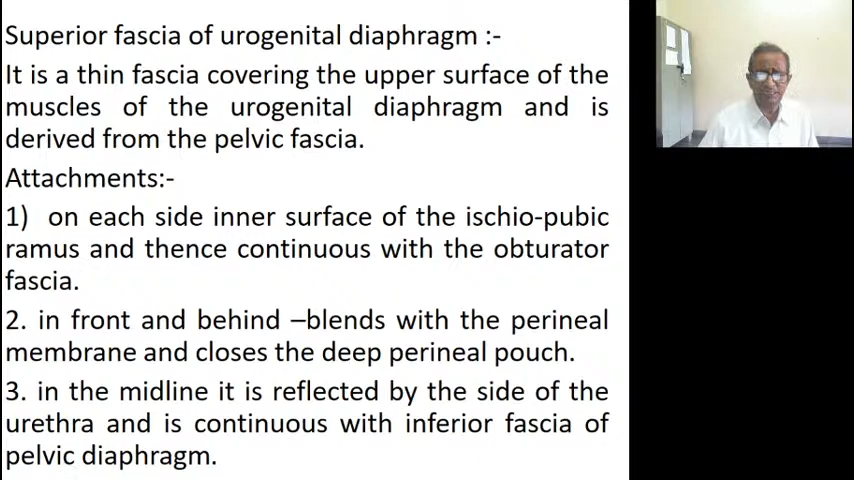 Superior fascia of urogenital diaphragm :-
It is a thin fascia covering the upper surface of the
muscles of the urogenital diaphragm and is
derived from the pelvic fascia.
Attachments:-
1) on each side inner surface of the ischio-pubic
ramus and thence continuous with the obturator
fascia.
2. in front and behind –blends with the perineal
membrane and closes the deep perineal pouch.
3. in the midline it is reflected by the side of the
urethra and is continuous with inferior fascia of
pelvic diaphragm.